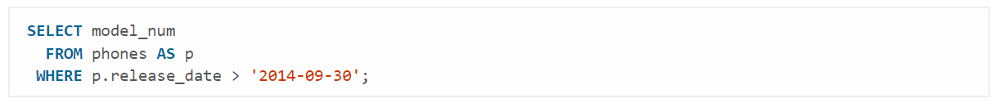 SELECT model_num
FROM phones AS p
WHERE p.release_date > '2014-09-30';